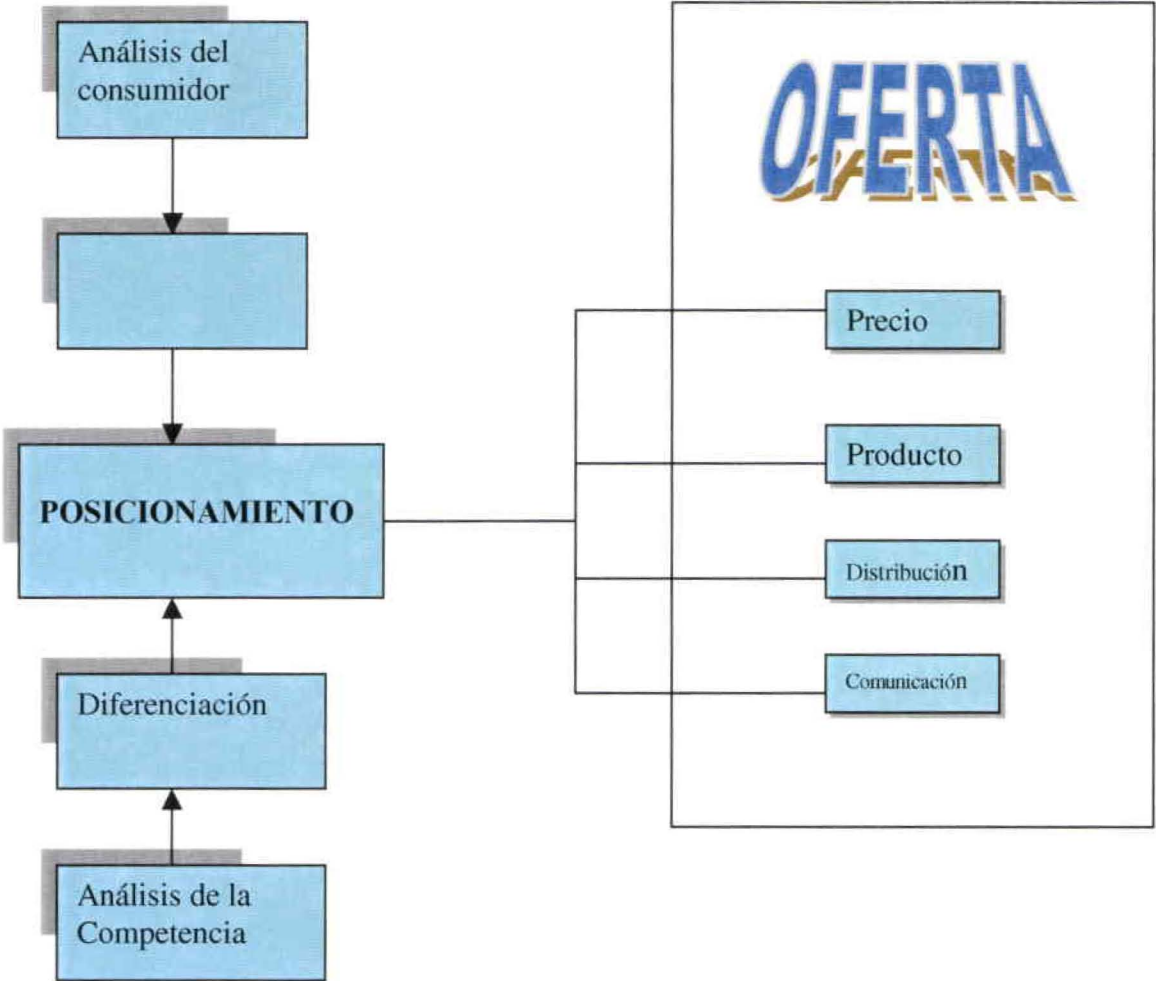 Análisis del
consumidor
OFERTA
Precio
Producto
POSICIONAMIENTO
Distribución
Comunicación
Diferenciación
Análisis de la
Competencia